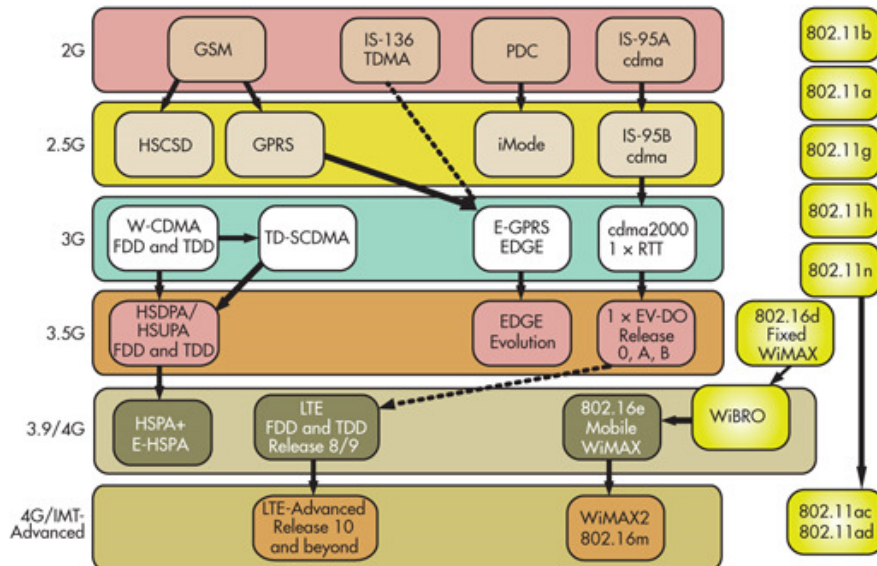 2G
GSM
IS-136
TDMA
PDC
IS-95A
cdma
802.11b
802.11a
2.5G
HSCSD
GPRS
iMode
IS-95B
cdma
802.11g
802.11h
3G
W-CDMA
FDD and TDD
TD-SCDMA
E-GPRS
EDGE
cdma2000
1 × RTT
802.11n
3.5G
HSDPA/
HSUPA
FDD and TDD
EDGE
Evolution
1 × EV-DO
Release
0, A, B
802.16d
Fixed
WiMAX
3.9/4G
HSPA+
E-HSPA
LTE
FDD and TDD
Release 8/9
802.16e
Mobile
WiMAX
WiBRO
4G/IMT-
Advanced
LTE-Advanced
Release 10
and beyond
WiMAX2
802.16m
802.11ac
802.11ad